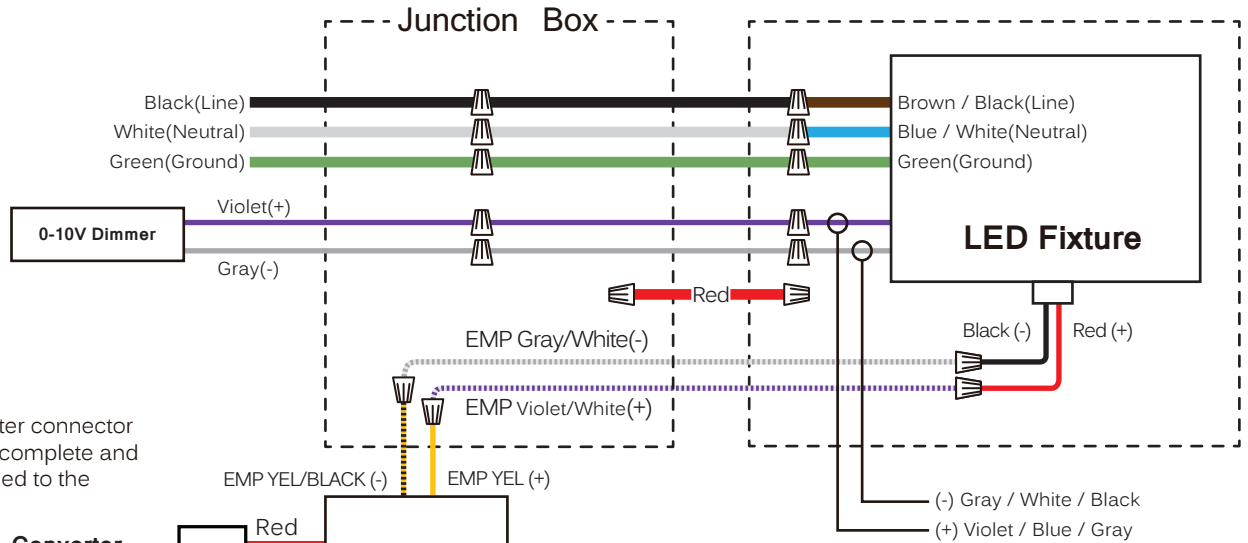 Junction Box
Black(Line)
White(Neutral)
Green(Ground)
Brown / Black(Line)
Blue / White(Neutral)
Green(Ground)
Violet(+)
0-10V Dimmer
Gray(-)
LED Fixture
Red
Black (-)
Red (+)
EMP Gray/White(-)
EMP Violet/White(+)
ter connector
complete and
ed to the
EMP YEL/BLACK (-)
EMP YEL (+)
(-) Gray / White / Black
(+) Violet / Blue / Gray
Red
Converter